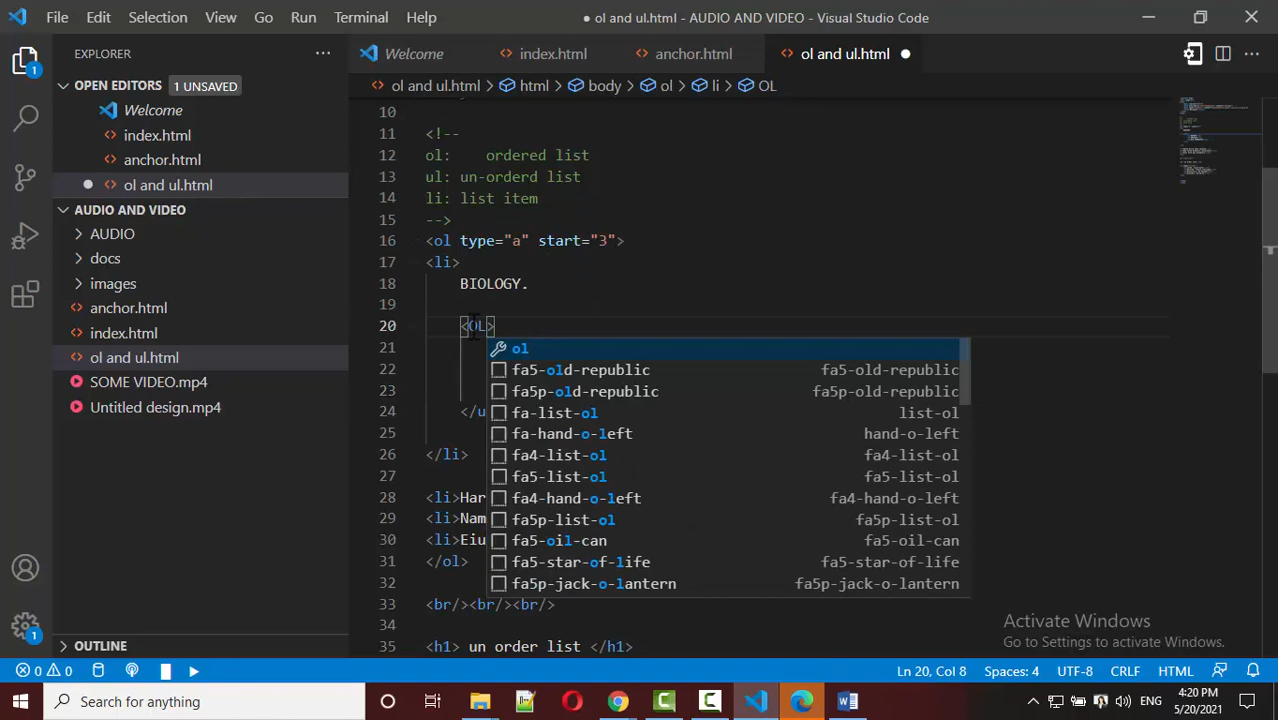 File Edit Selection View Go Run Terminal Help
● ol and ul.html - AUDIO AND VIDEO - Visual Studio Code
EXPLORER
OPEN EDITORS 1 UNSAVED
Welcome
index.html
anchor.html
ol and ul.html
AUDIO AND VIDEO
AUDIO
docs
images
anchor.html
index.html
ol and ul.html
SOME VIDEO.mp4
Untitled design.mp4
OUTLINE
1
1
Welcome index.html anchor.html ol and ul.html
ol and ul.html > html > body > ol > li > OL
10
11 <!--
12 ol: ordered list
13 ul: un-orderd list
14 li: list item
15 -->
16 <ol type="a" start="3">
17 <li>
18 BIOLOGY.
19
20 <OL>
21
22
23
24 </u
25
26 </li>
27
28 <li>Har
29 <li>Nam
30 <li>Eiu
31 </ol>
32
33 <br/><br/><br/>
34
35 <h1> un order list </h1>
ol
fa5-old-republic fa5-old-republic
fa5p-old-republic fa5p-old-republic
fa-list-ol list-ol
fa-hand-o-left hand-o-left
fa4-list-ol fa4-list-ol
fa5-list-ol fa5-list-ol
fa4-hand-o-left fa4-hand-o-left
fa5p-list-ol fa5p-list-ol
fa5-oil-can fa5-oil-can
fa5-star-of-life fa5-star-of-life
fa5p-jack-o-lantern fa5p-jack-o-lantern
Activate Windows
Go to Settings to activate Windows.
0 0 Ln 20, Col 8 Spaces: 4 UTF-8 CRLF HTML
Search for anything
ENG
4:20 PM
5/20/2021